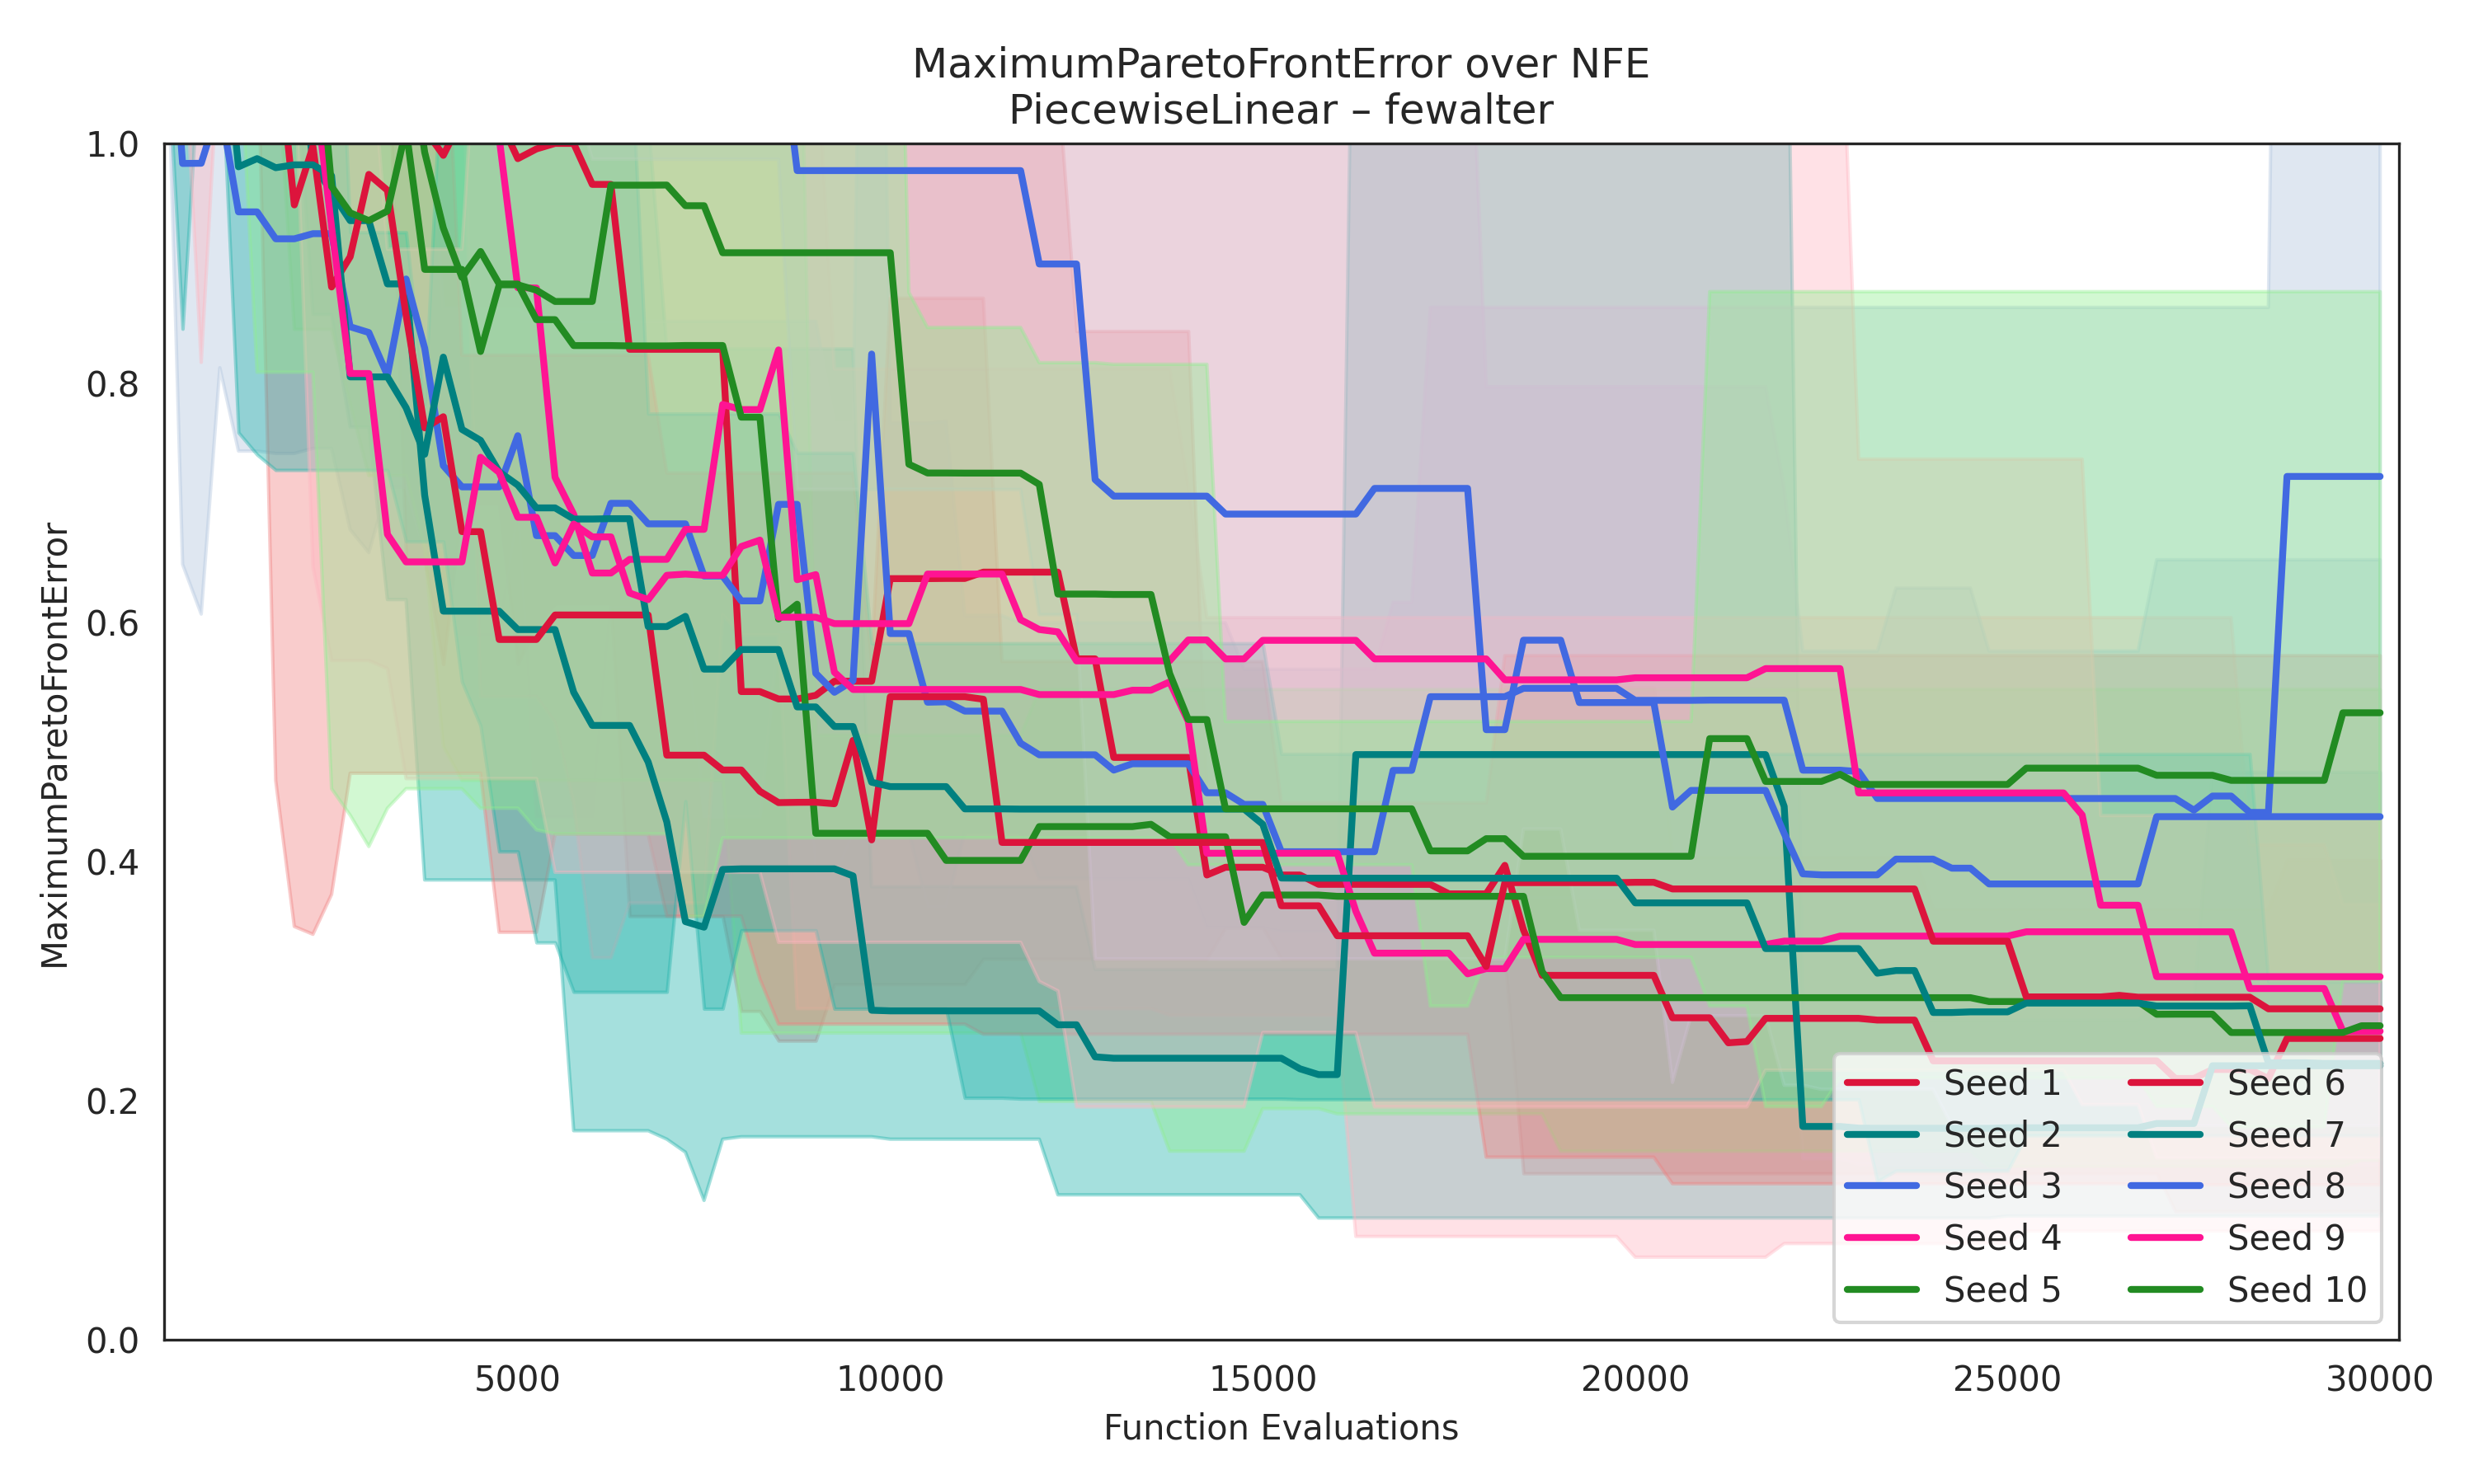 MaximumParetoFrontError over NFE
PiecewiseLinear – fewalter
MaximumParetoFrontError
1.0
0.8
0.6
0.4
0.2
0.0
5000 10000 15000 20000 25000 30000
Function Evaluations
Seed 1 Seed 6
Seed 2 Seed 7
Seed 3 Seed 8
Seed 4 Seed 9
Seed 5 Seed 10